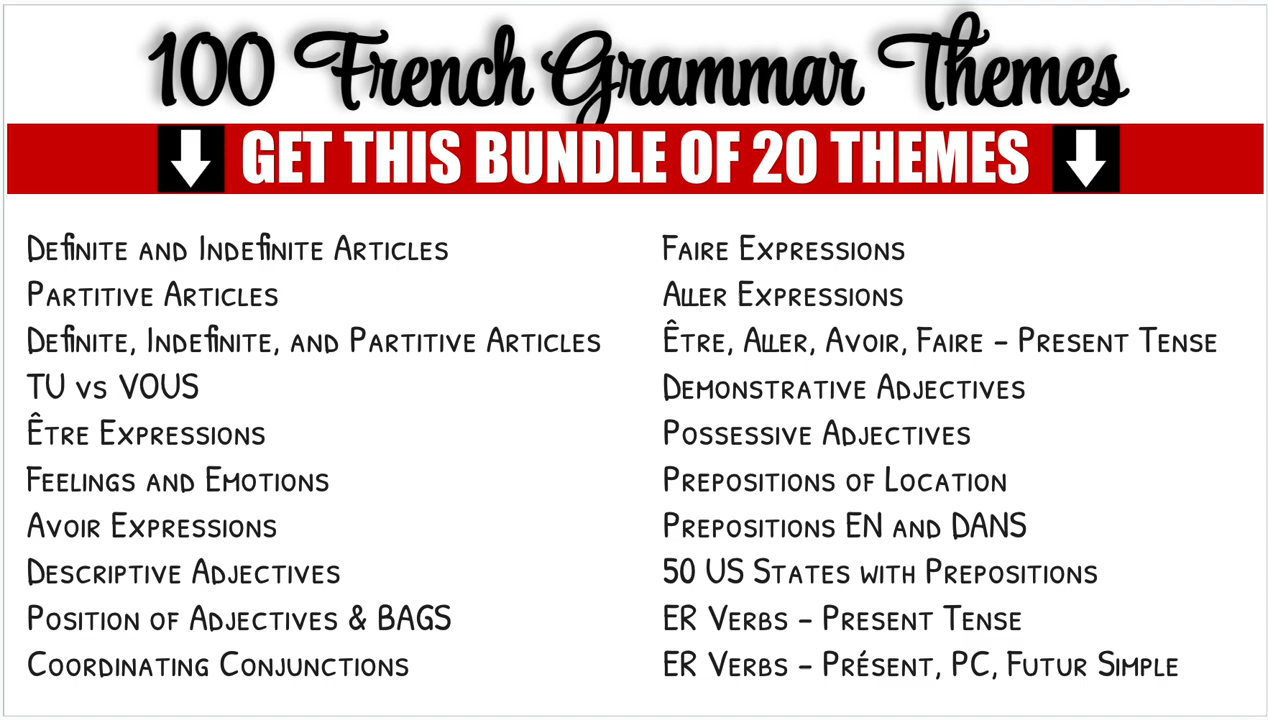 100 French Grammar Themes
GET THIS BUNDLE OF 20 THEMES
Definite and Indefinite Articles
Partitive Articles
Definite, Indefinite, and Partitive Articles
TU vs VOUS
Être Expressions
Feelings and Emotions
Avoir Expressions
Descriptive Adjectives
Position of Adjectives & BAGS
Coordinating Conjunctions
Faire Expressions
Aller Expressions
Être, Aller, Avoir, Faire – Present Tense
Demonstrative Adjectives
Possessive Adjectives
Prepositions of Location
Prepositions EN and DANS
50 US States with Prepositions
ER Verbs – Present Tense
ER Verbs – Présent, PC, Futur Simple